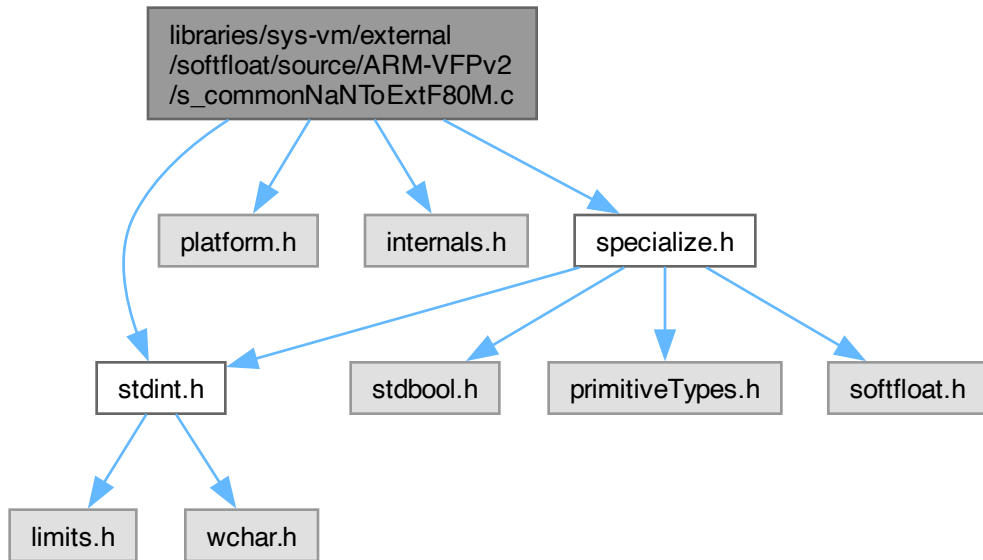 libraries/sys-vm/external
/softfloat/source/ARM-VFPv2
/s_commonNaNToExtF80M.c
platform.h
internals.h
specialize.h
stdint.h
stdbool.h
primitiveTypes.h
softfloat.h
limits.h
wchar.h